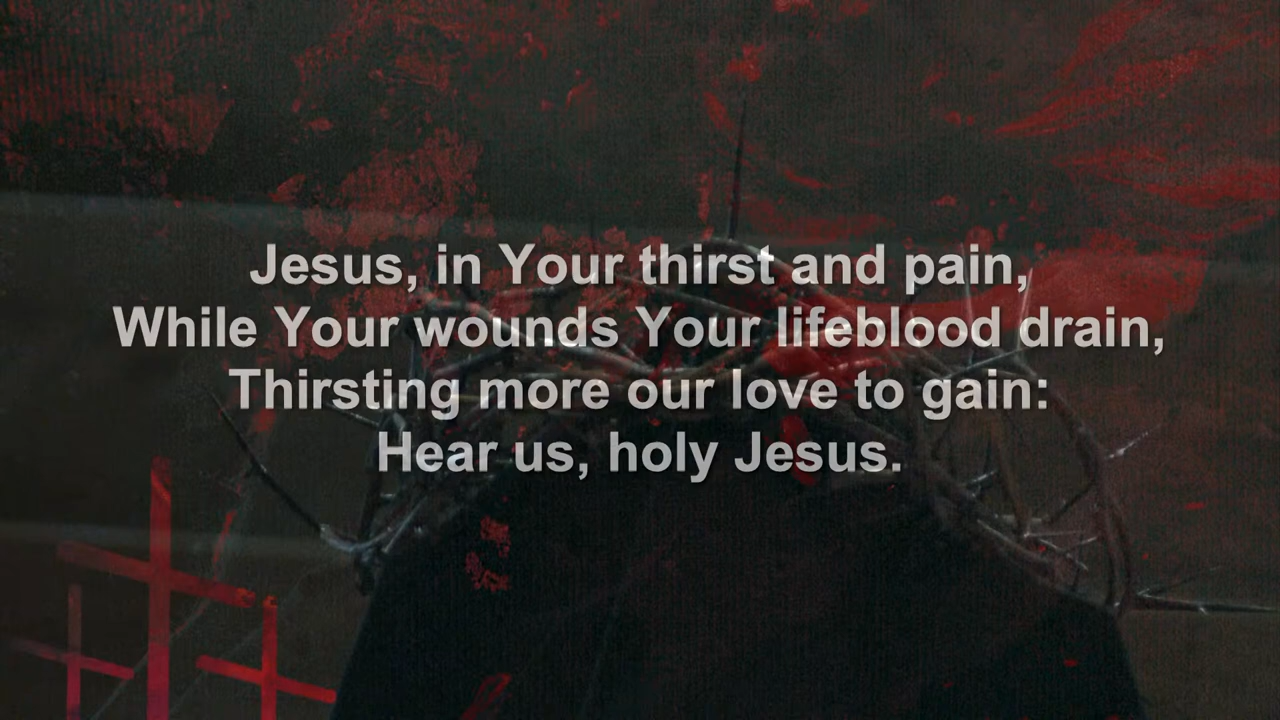 Jesus, in Your thirst and pain,
While Your wounds Your lifeblood drain,
Thirsting more our love to gain:
Hear us, holy Jesus.